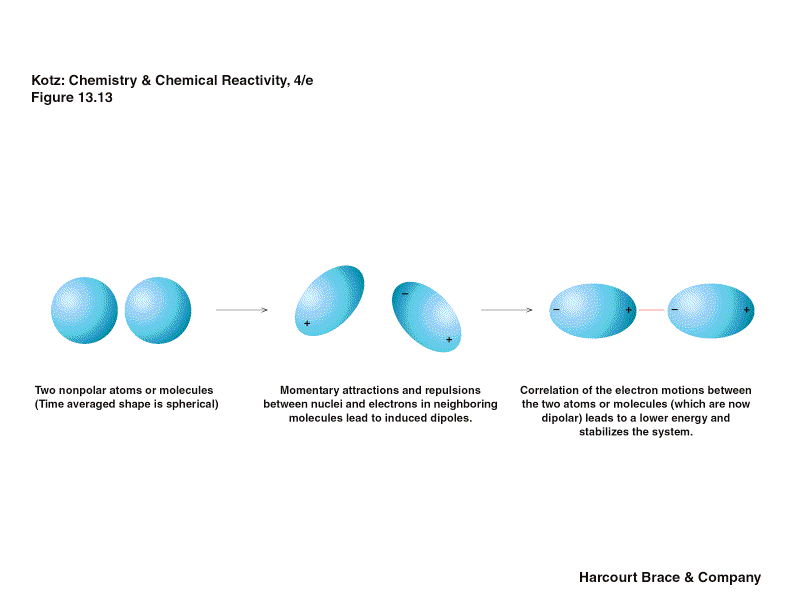 Kotz: Chemistry & Chemical Reactivity, 4/e
Figure 13.13
+
−
+
− + − +
Two nonpolar atoms or molecules
(Time averaged shape is spherical)
Momentary attractions and repulsions
between nuclei and electrons in neighboring
molecules lead to induced dipoles.
Correlation of the electron motions between
the two atoms or molecules (which are now
dipolar) leads to a lower energy and
stabilizes the system.
Harcourt Brace & Company